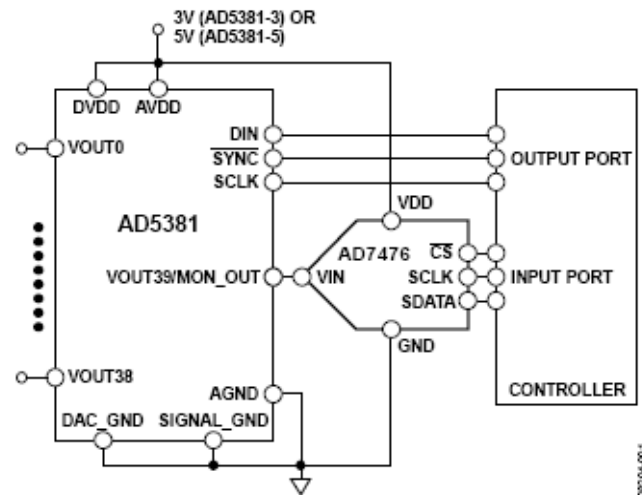 3V (AD5381-3) OR
5V (AD5381-5)
DVDD
AVDD
DIN
SYNC
SCLK
VOUT0
OUTPUT PORT
AD5381
VDD
AD7476
CS
VOUT39/MON_OUT
VIN
SCLK
INPUT PORT
SDATA
GND
VOUT38
AGND
CONTROLLER
DAC_GND
SIGNAL_GND